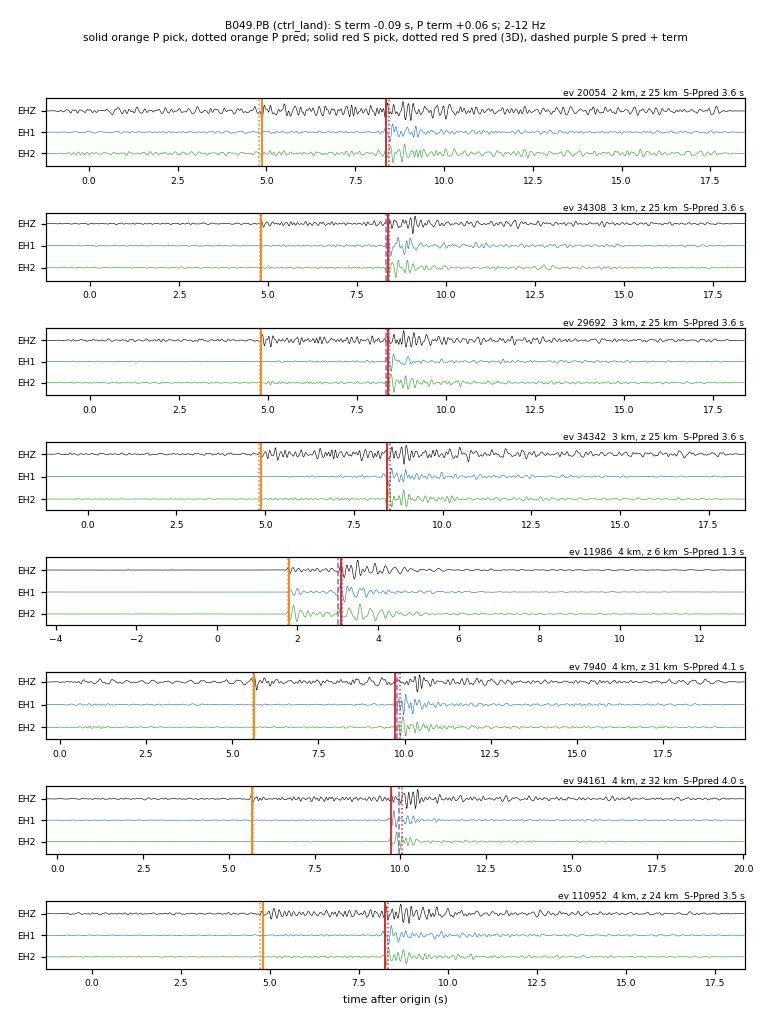 B049.PB (ctrl_land): S term -0.09 s, P term +0.06 s; 2-12 Hz
solid orange P pick, dotted orange P pred; solid red S pick, dotted red S pred (3D), dashed purple S pred + term
ev 20054  2 km, z 25 km  S-Ppred 3.6 s
EHZ
EH1
EH2
0.0 2.5 5.0 7.5 10.0 12.5 15.0 17.5
ev 34308  3 km, z 25 km  S-Ppred 3.6 s
EHZ
EH1
EH2
0.0 2.5 5.0 7.5 10.0 12.5 15.0 17.5
ev 29692  3 km, z 25 km  S-Ppred 3.6 s
EHZ
EH1
EH2
0.0 2.5 5.0 7.5 10.0 12.5 15.0 17.5
ev 34342  3 km, z 25 km  S-Ppred 3.6 s
EHZ
EH1
EH2
0.0 2.5 5.0 7.5 10.0 12.5 15.0 17.5
ev 11986  4 km, z 6 km  S-Ppred 1.3 s
EHZ
EH1
EH2
−4 −2 0 2 4 6 8 10 12
ev 7940  4 km, z 31 km  S-Ppred 4.1 s
EHZ
EH1
EH2
0.0 2.5 5.0 7.5 10.0 12.5 15.0 17.5
ev 94161  4 km, z 32 km  S-Ppred 4.0 s
EHZ
EH1
EH2
0.0 2.5 5.0 7.5 10.0 12.5 15.0 17.5 20.0
ev 110952  4 km, z 24 km  S-Ppred 3.5 s
EHZ
EH1
EH2
0.0 2.5 5.0 7.5 10.0 12.5 15.0 17.5
time after origin (s)